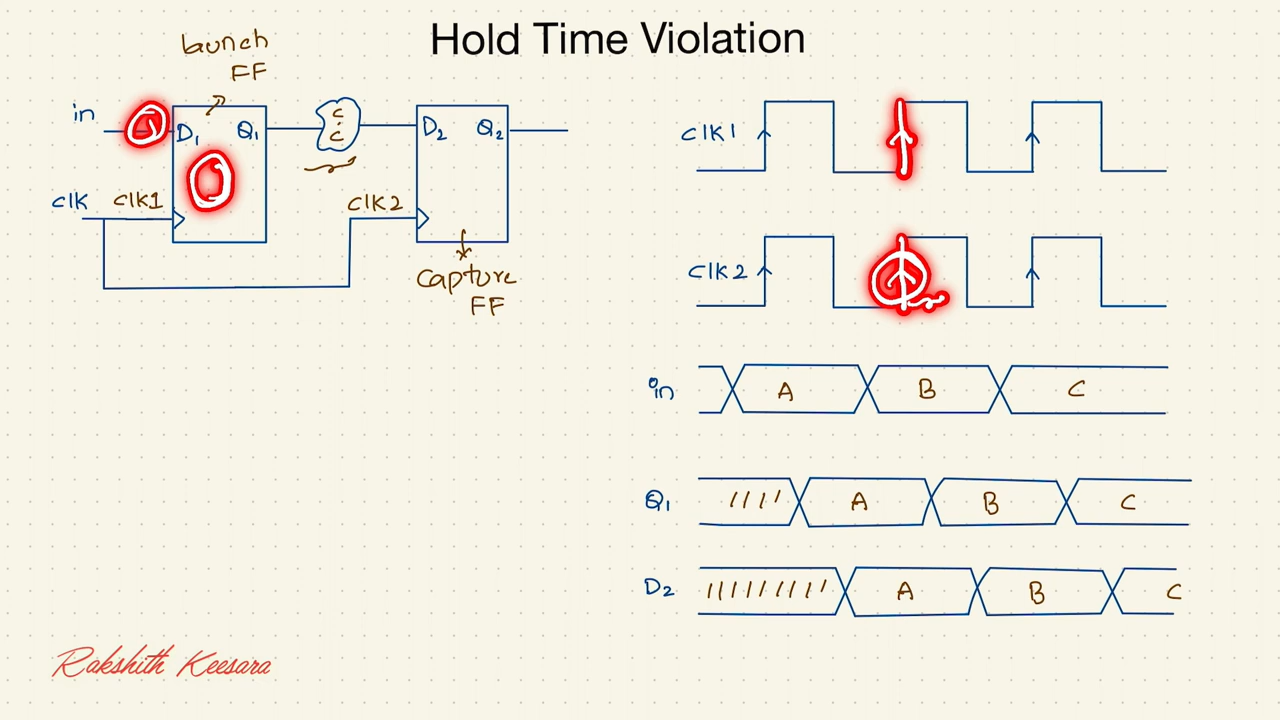 Hold Time Violation
launch
FF
in
D1 Q1
C
C
D2 Q2
clk clk1
clk2
Capture
FF
clk1
clk2
in A B C
Q1 A B C
D2 A B C
Rakshith Keesara